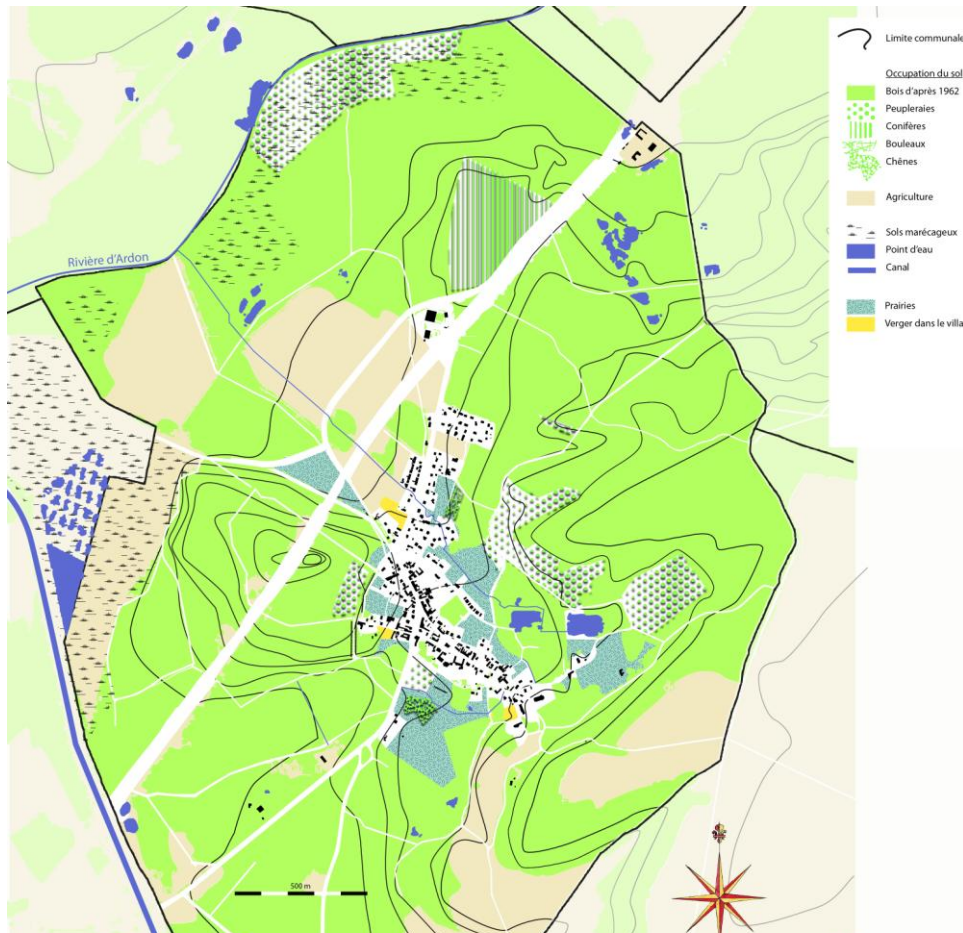 Limite communale
Occupation du sol
Bois d'après 1962
Peupleraies
Conifères
Bouleaux
Chênes
Agriculture
Sols marécageux
Point d'eau
Canal
Prairies
Verger dans le villa
Rivière d'Ardon
500 m